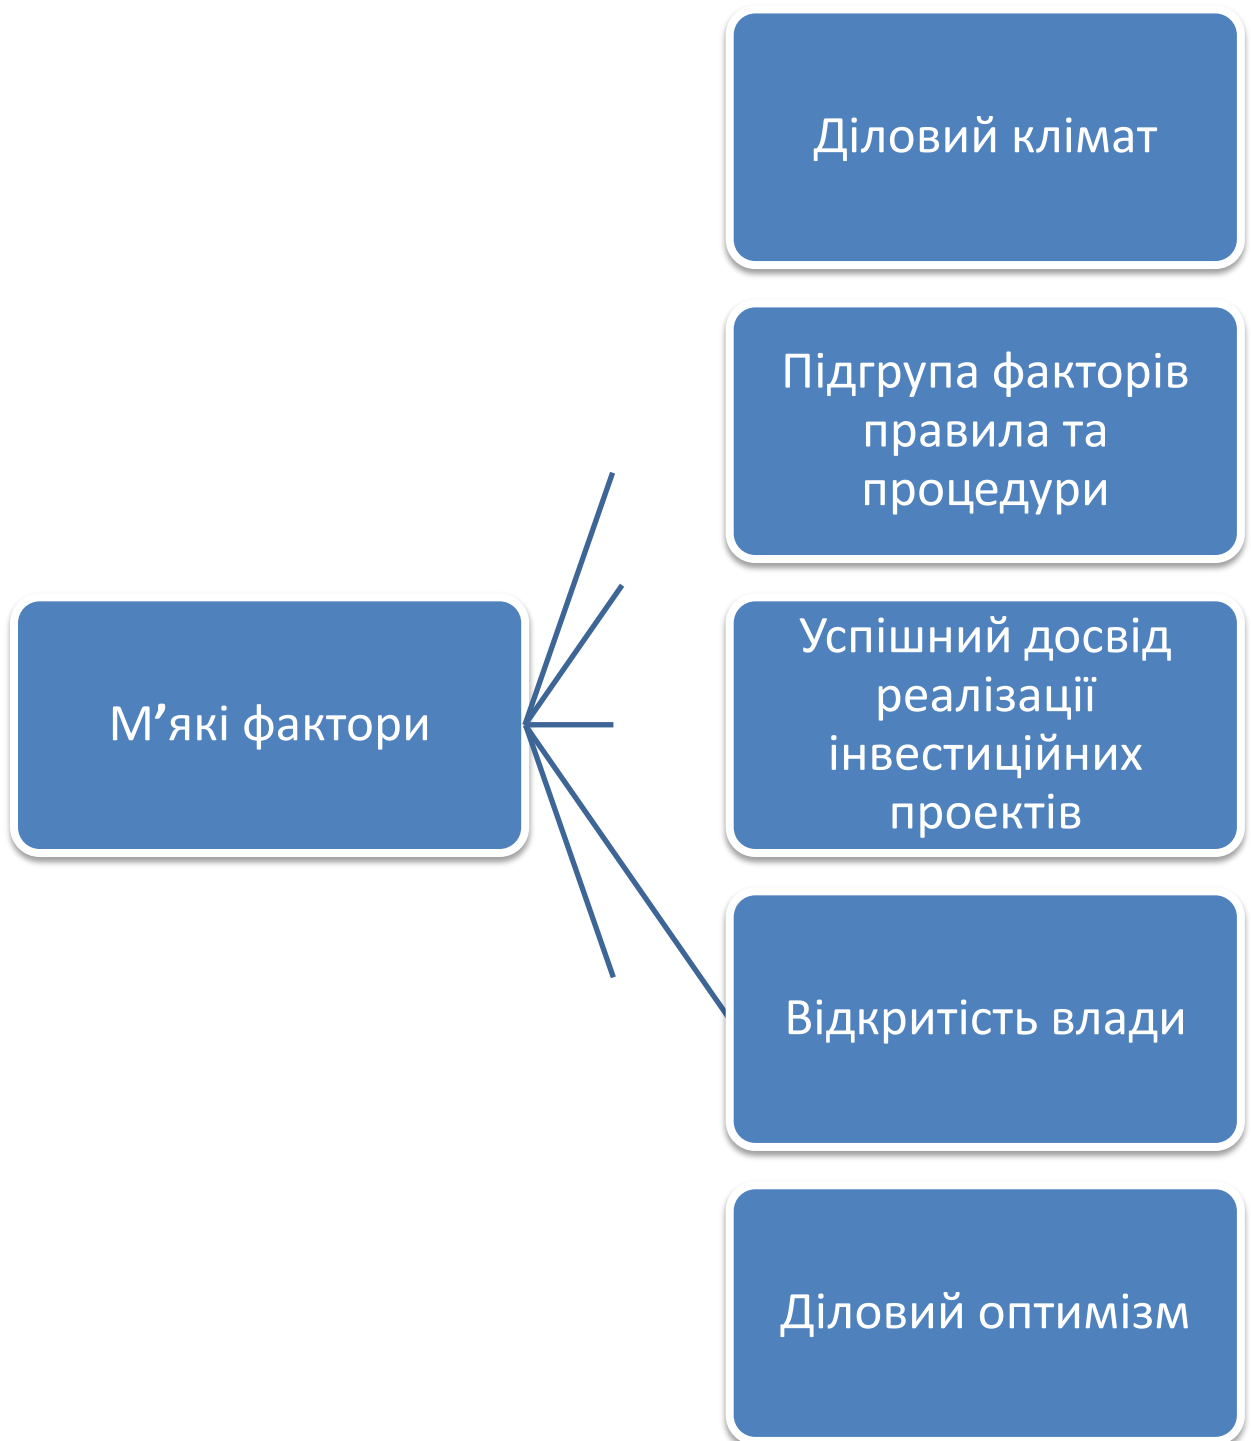 Діловий клімат
Підгрупа факторів
правила та
процедури
М’які фактори
Успішний досвід
реалізації
інвестиційних
проектів
Відкритість влади
Діловий оптимізм